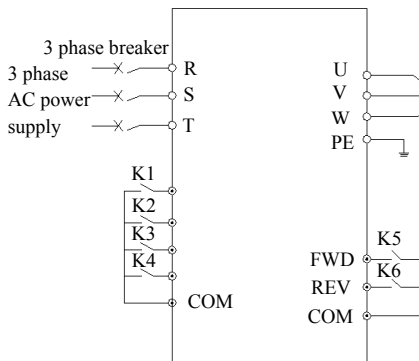 3 phase breaker
3 phase
AC power
supply
R
S
T
K1
K2
K3
K4
COM
U
V
W
PE
K5
FWD
K6
REV
COM